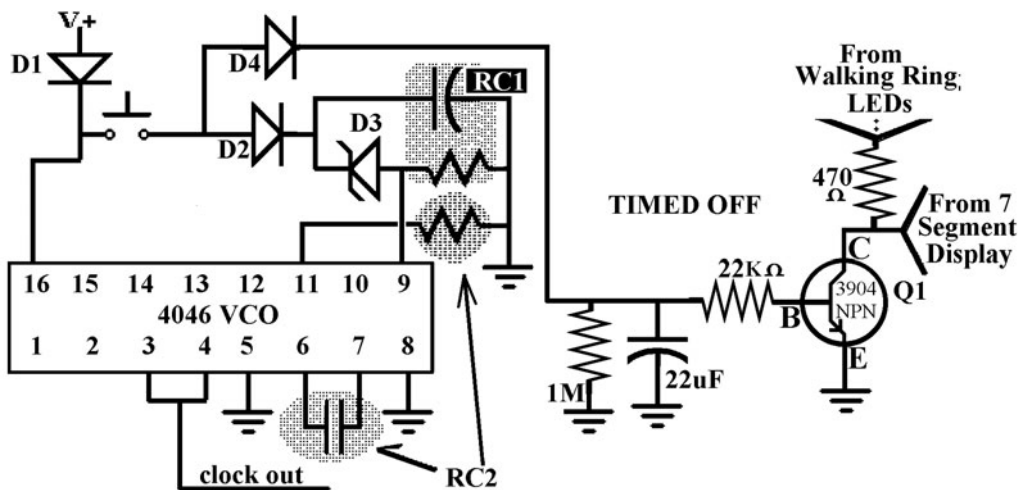 V+
D1
D4
RC1
D2
D3
From
Walking Ring
LEDs
470
Ω
TIMED OFF
From 7
Segment
Display
22KΩ
C
3904
NPN
Q1
B
E
16 15 14 13 12 11 10 9
4046 VCO
1 2 3 4 5 6 7 8
1M
22uF
clock out
RC2